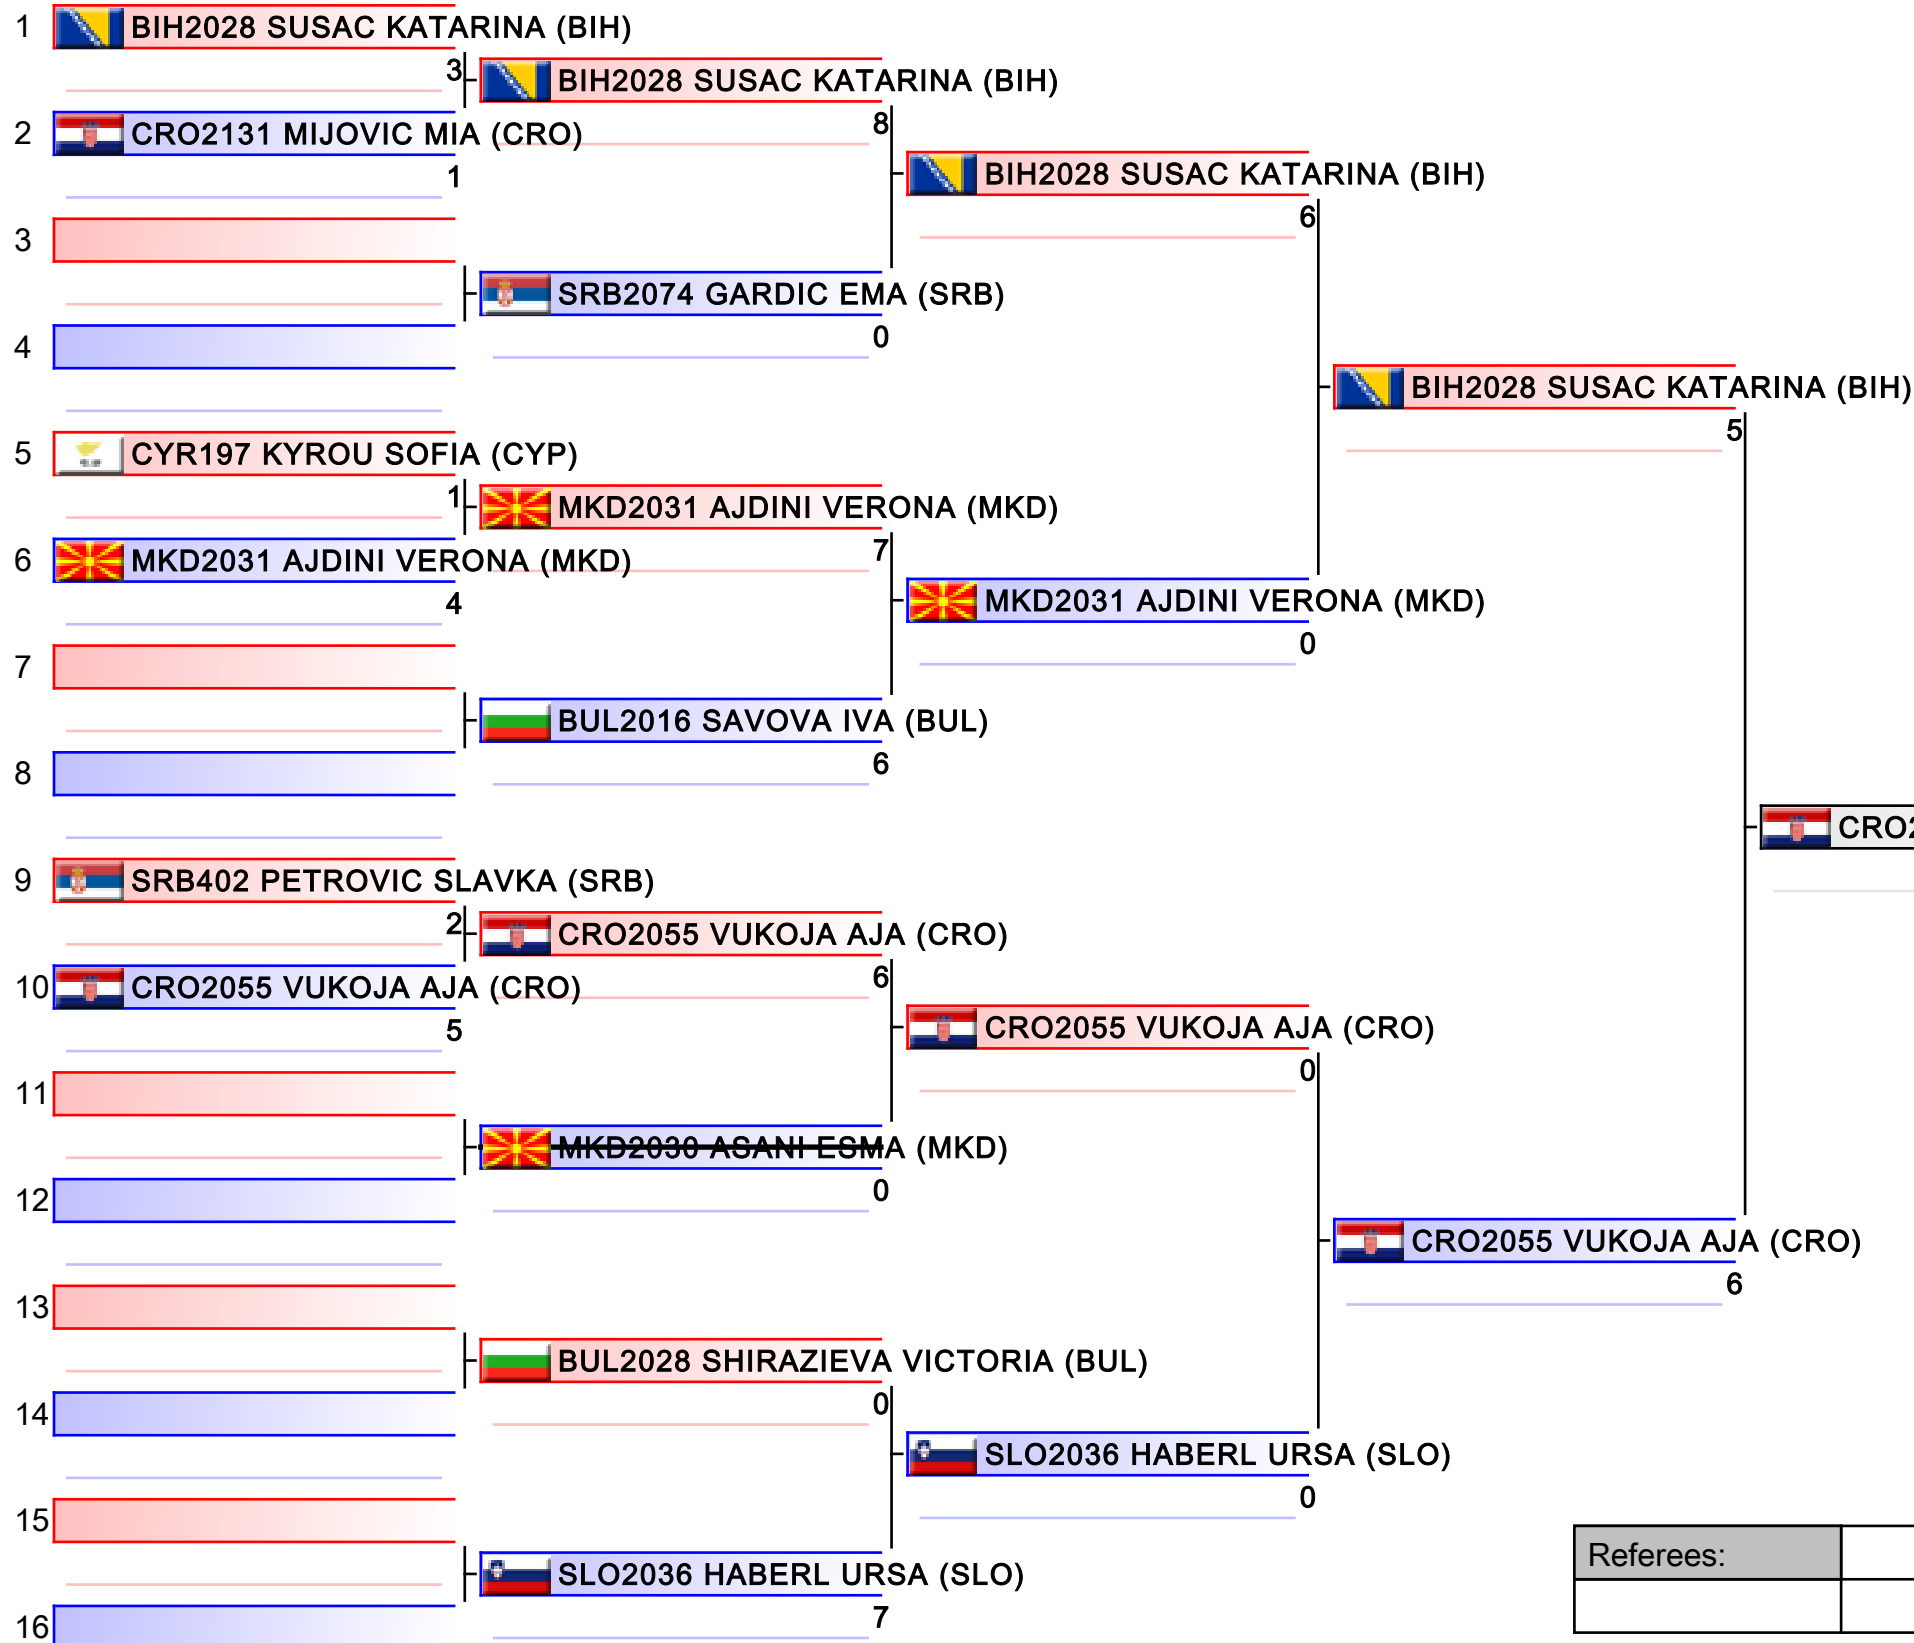 1 BIH2028 SUSAC KATARINA (BIH)
3 BIH2028 SUSAC KATARINA (BIH)
2 CRO2131 MIJOVIC MIA (CRO)
8
1 BIH2028 SUSAC KATARINA (BIH)
6
3
SRB2074 GARDIC EMA (SRB)
0
4
BIH2028 SUSAC KATARINA (BIH)
5
5 CYR197 KYROU SOFIA (CYP)
1 MKD2031 AJDINI VERONA (MKD)
6 MKD2031 AJDINI VERONA (MKD)
7
4 MKD2031 AJDINI VERONA (MKD)
0
7
BUL2016 SAVOVA IVA (BUL)
6
8
CRO2
9 SRB402 PETROVIC SLAVKA (SRB)
2 CRO2055 VUKOJA AJA (CRO)
10 CRO2055 VUKOJA AJA (CRO)
6
5 CRO2055 VUKOJA AJA (CRO)
0
11
MKD2030 ASANI ESMA (MKD)
0
12
CRO2055 VUKOJA AJA (CRO)
6
13
BUL2028 SHIRAZIEVA VICTORIA (BUL)
0
14
SLO2036 HABERL URSA (SLO)
0
15
Referees:
SLO2036 HABERL URSA (SLO)
7
16